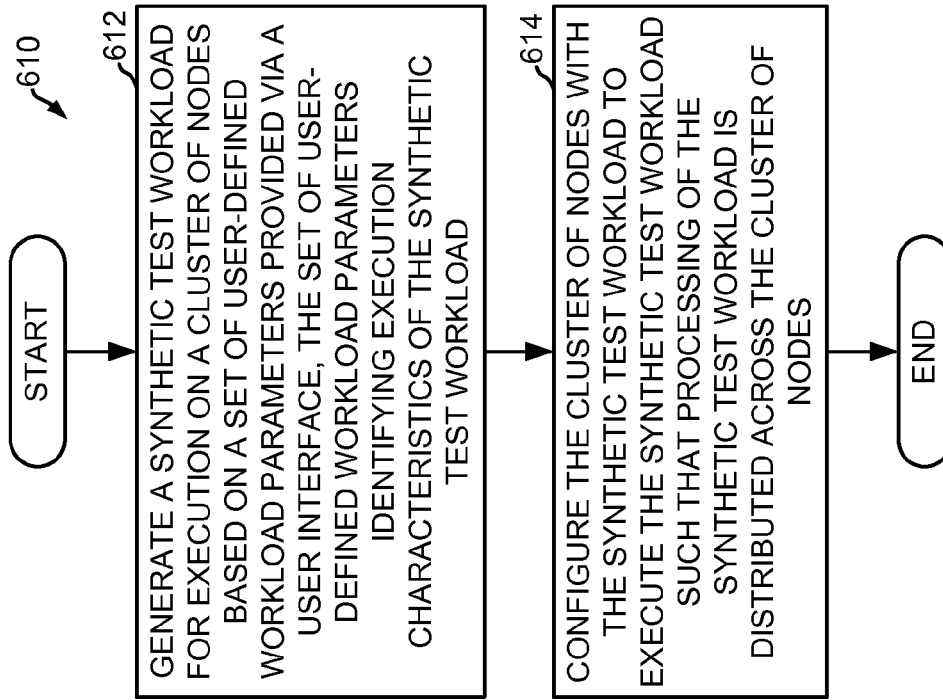 610
START
612
GENERATE A SYNTHETIC TEST WORKLOAD
FOR EXECUTION ON A CLUSTER OF NODES
BASED ON A SET OF USER-DEFINED
WORKLOAD PARAMETERS PROVIDED VIA A
USER INTERFACE, THE SET OF USER-
DEFINED WORKLOAD PARAMETERS
IDENTIFYING EXECUTION
CHARACTERISTICS OF THE SYNTHETIC
TEST WORKLOAD
614
CONFIGURE THE CLUSTER OF NODES WITH
THE SYNTHETIC TEST WORKLOAD TO
EXECUTE THE SYNTHETIC TEST WORKLOAD
SUCH THAT PROCESSING OF THE
SYNTHETIC TEST WORKLOAD IS
DISTRIBUTED ACROSS THE CLUSTER OF
NODES
END